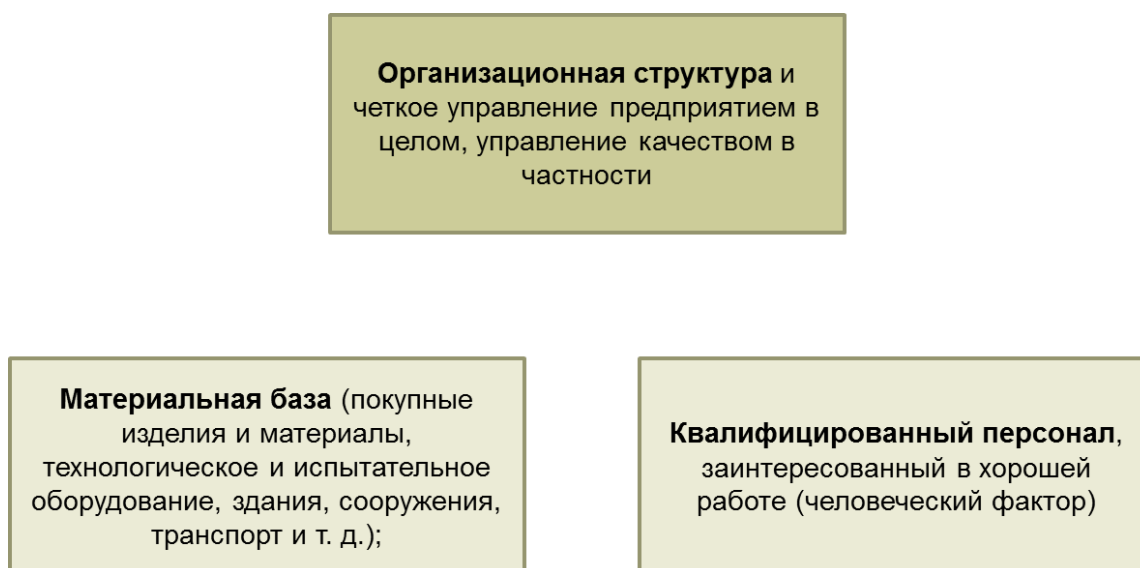 Организационная структура и
четкое управление предприятием в
целом, управление качеством в
частности
Материальная база (покупные
изделия и материалы,
технологическое и испытательное
оборудование, здания, сооружения,
транспорт и т. д.);
Квалифицированный персонал,
заинтересованный в хорошей
работе (человеческий фактор)